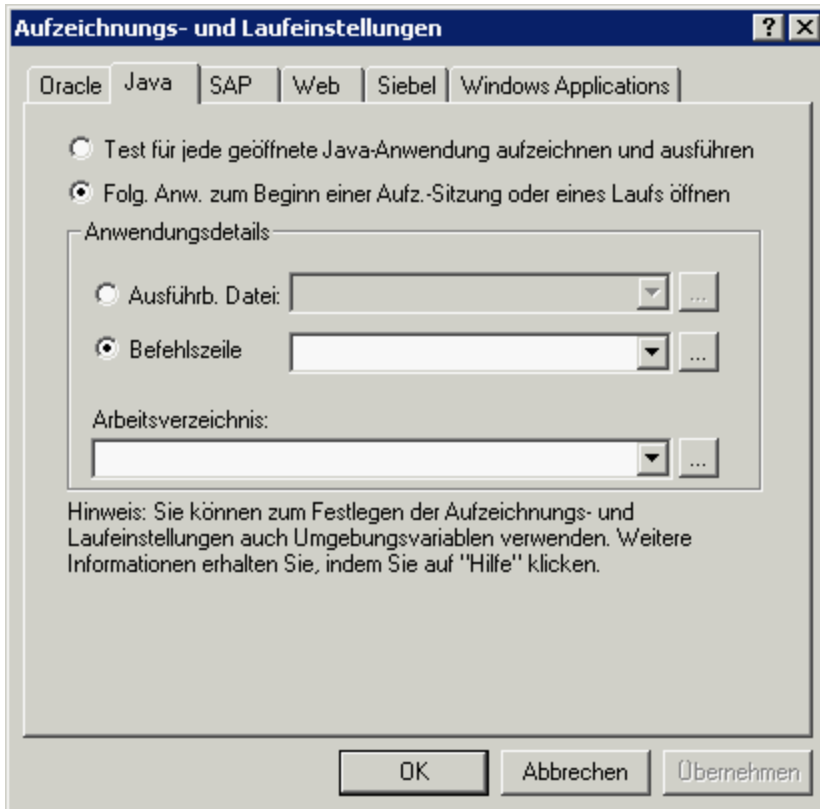 Aufzeichnungs- und Laufeinstellungen
Oracle Java SAP Web Siebel Windows Applications
Test für jede geöffnete Java-Anwendung aufzeichnen und ausführen
Folg. Anw. zum Beginn einer Aufz.-Sitzung oder eines Laufs öffnen
Anwendungsdetails
Ausführb. Datei: ...
Befehlszeile ...
Arbeitsverzeichnis:
...
Hinweis: Sie können zum Festlegen der Aufzeichnungs- und
Laufeinstellungen auch Umgebungsvariablen verwenden. Weitere
Informationen erhalten Sie, indem Sie auf "Hilfe" klicken.
OK Abbrechen Übernehmen